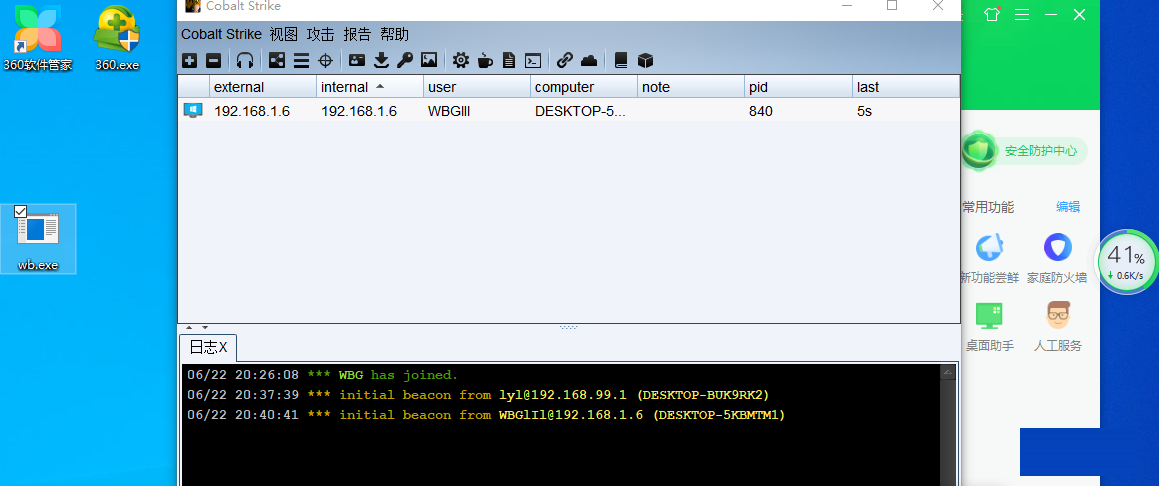 Cobalt Strike
Cobalt Strike 视图 攻击 报告 帮助
360软件管家
360.exe
external internal user computer note pid last
192.168.1.6 192.168.1.6 WBGlll DESKTOP-5... 840 5s
wb.exe
安全防护中心
常用功能 编辑
新功能尝鲜 家庭防火墙
41%
0.6K/s
桌面助手 人工服务
日志X
06/22 20:26:08 *** WBG has joined.
06/22 20:37:39 *** initial beacon from lyl@192.168.99.1 (DESKTOP-BUK9RK2)
06/22 20:40:41 *** initial beacon from WBGlIl@192.168.1.6 (DESKTOP-5KBMTM1)